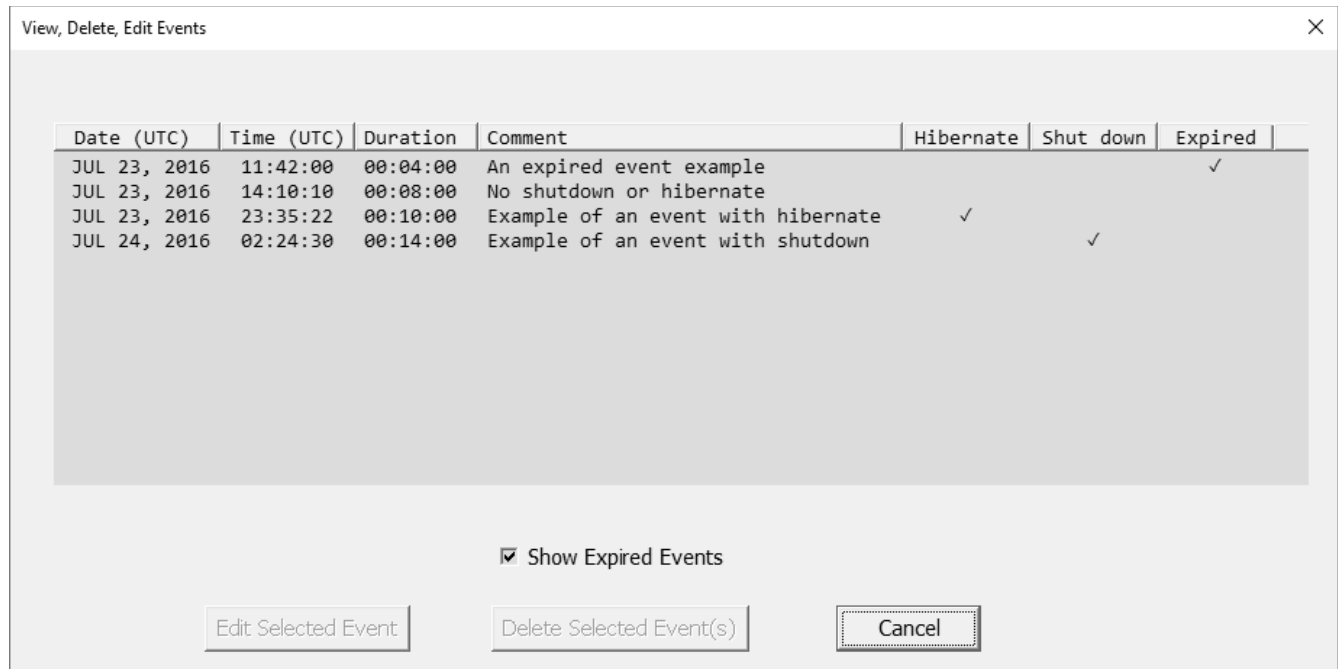 View, Delete, Edit Events
Date (UTC) Time (UTC) Duration Comment Hibernate Shut down Expired
JUL 23, 2016 11:42:00 00:04:00 An expired event example ✓
JUL 23, 2016 14:10:10 00:08:00 No shutdown or hibernate
JUL 23, 2016 23:35:22 00:10:00 Example of an event with hibernate ✓
JUL 24, 2016 02:24:30 00:14:00 Example of an event with shutdown ✓
Show Expired Events
Edit Selected Event Delete Selected Event(s) Cancel